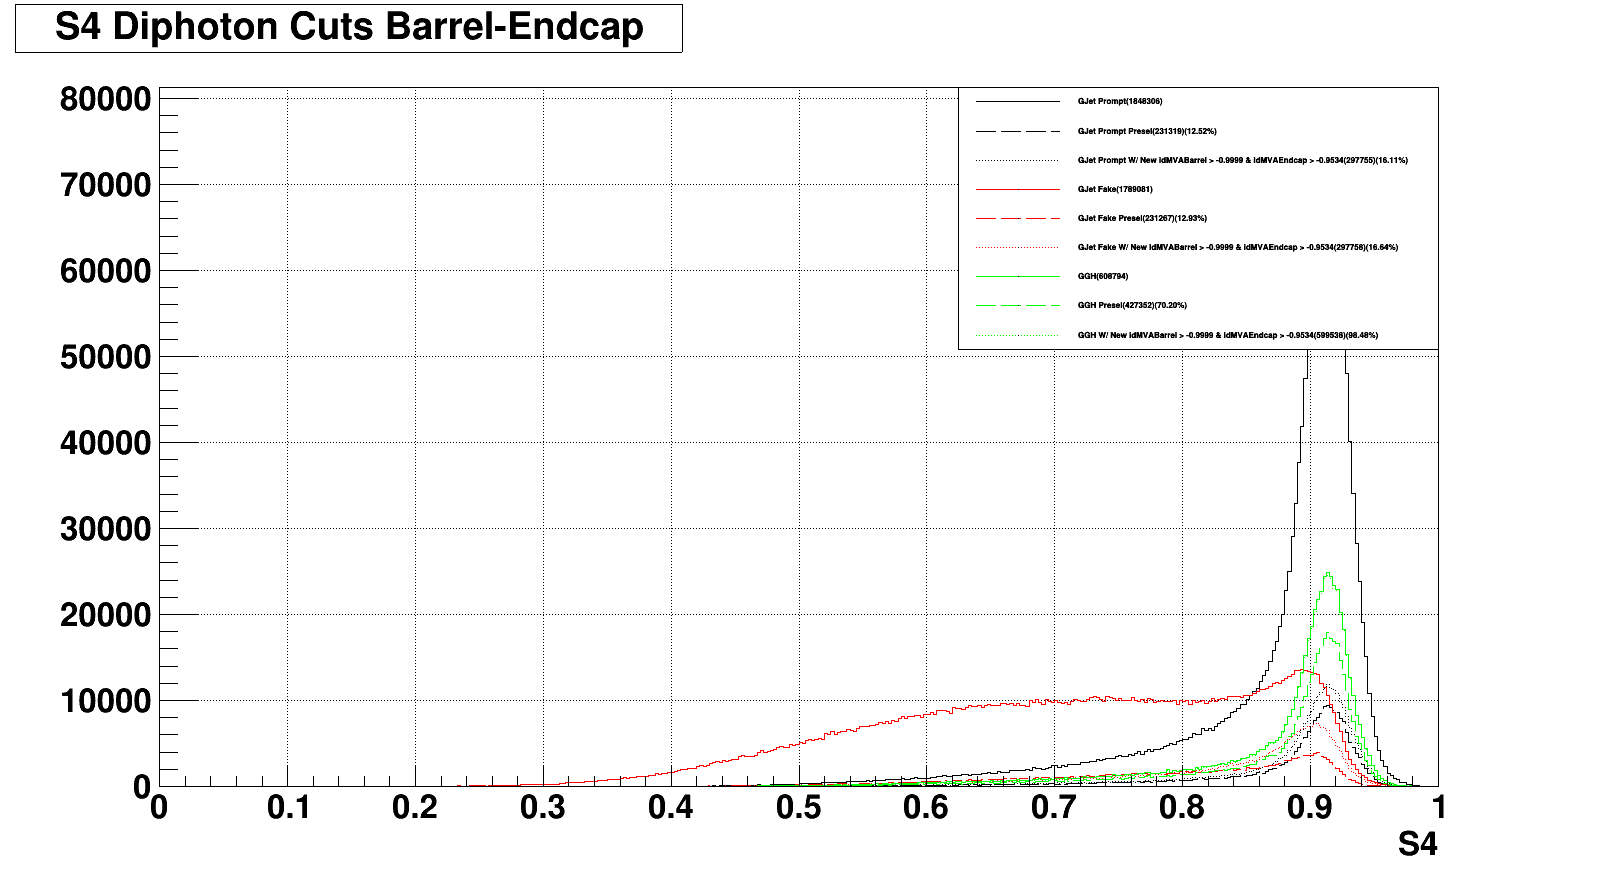 S4 Diphoton Cuts Barrel-Endcap
80000
70000
60000
50000
40000
30000
20000
10000
0
GJet Prompt(1848306)
GJet Prompt Presel(231319)(12.52%)
GJet Prompt W/ New idMVABarrel > -0.9999 & idMVAEndcap > -0.9534(297755)(16.11%)
GJet Fake(1789081)
GJet Fake Presel(231267)(12.93%)
GJet Fake W/ New idMVABarrel > -0.9999 & idMVAEndcap > -0.9534(297758)(16.64%)
GGH(608794)
GGH Presel(427352)(70.20%)
GGH W/ New idMVABarrel > -0.9999 & idMVAEndcap > -0.9534(599536)(98.48%)
0 0.1 0.2 0.3 0.4 0.5 0.6 0.7 0.8 0.9 1
S4